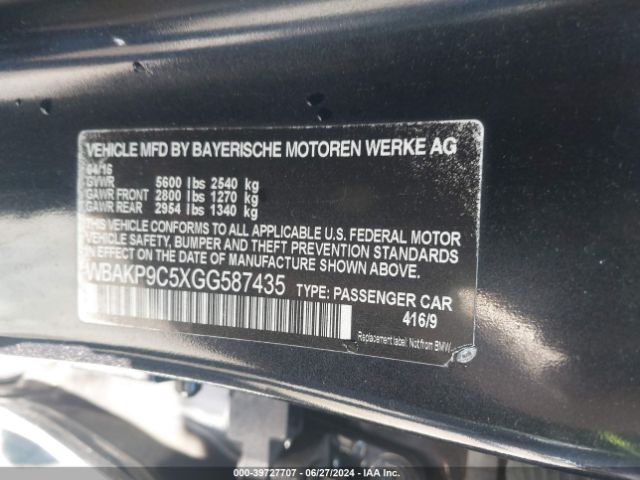 VEHICLE MFD BY BAYERISCHE MOTOREN WERKE AG
04/16
GVWR 5600 lbs 2540 kg
GAWR FRONT 2800 lbs 1270 kg
GAWR REAR 2954 lbs 1340 kg
THIS VEHICLE CONFORMS TO ALL APPLICABLE U.S. FEDERAL MOTOR
VEHICLE SAFETY, BUMPER AND THEFT PREVENTION STANDARDS
IN EFFECT ON THE DATE OF MANUFACTURE SHOWN ABOVE.
WBAKP9C5XGG587435 TYPE: PASSENGER CAR
416/9
Replacement label: Not from BMW
000-39727707 - 06/27/2024 - IAA Inc.